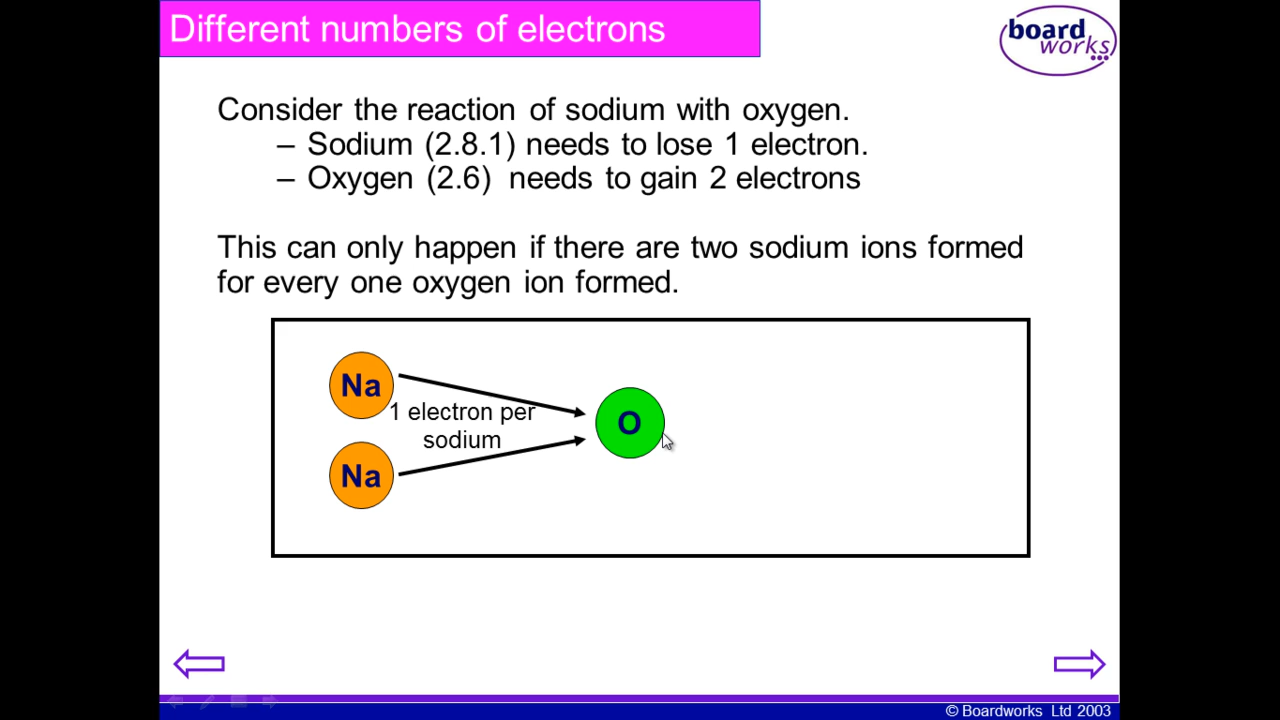 Different numbers of electrons
board
works
Consider the reaction of sodium with oxygen.
– Sodium (2.8.1) needs to lose 1 electron.
– Oxygen (2.6) needs to gain 2 electrons
This can only happen if there are two sodium ions formed
for every one oxygen ion formed.
Na
1 electron per
sodium
O
Na
© Boardworks Ltd 2003